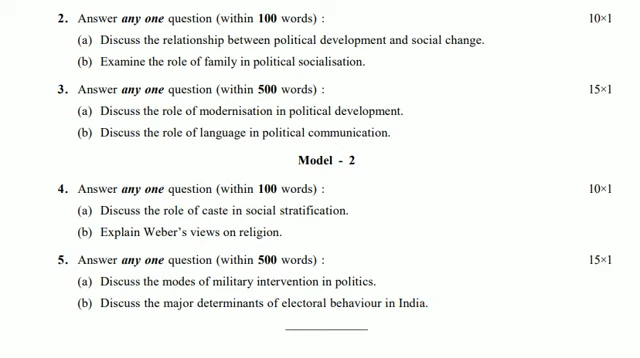 2. Answer any one question (within 100 words) : 10×1
(a) Discuss the relationship between political development and social change.
(b) Examine the role of family in political socialisation.
3. Answer any one question (within 500 words) : 15×1
(a) Discuss the role of modernisation in political development.
(b) Discuss the role of language in political communication.
Model - 2
4. Answer any one question (within 100 words) : 10×1
(a) Discuss the role of caste in social stratification.
(b) Explain Weber's views on religion.
5. Answer any one question (within 500 words) : 15×1
(a) Discuss the modes of military intervention in politics.
(b) Discuss the major determinants of electoral behaviour in India.